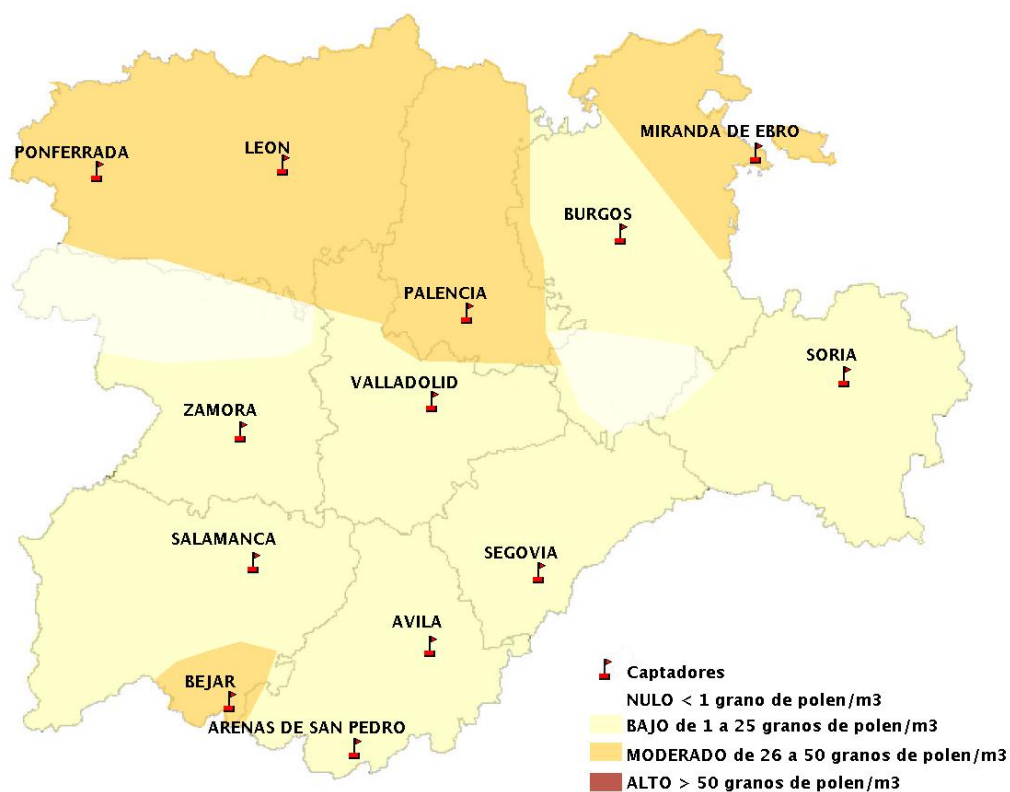 MIRANDA DE EBRO
PONFERRADA
LEON
BURGOS
PALENCIA
SORIA
VALLADOLID
ZAMORA
SALAMANCA
SEGOVIA
AVILA
BEJAR
ARENAS DE SAN PEDRO
Captadores
NULO < 1 grano de polen/m3
BAJO de 1 a 25 granos de polen/m3
MODERADO de 26 a 50 granos de polen/m3
ALTO > 50 granos de polen/m3